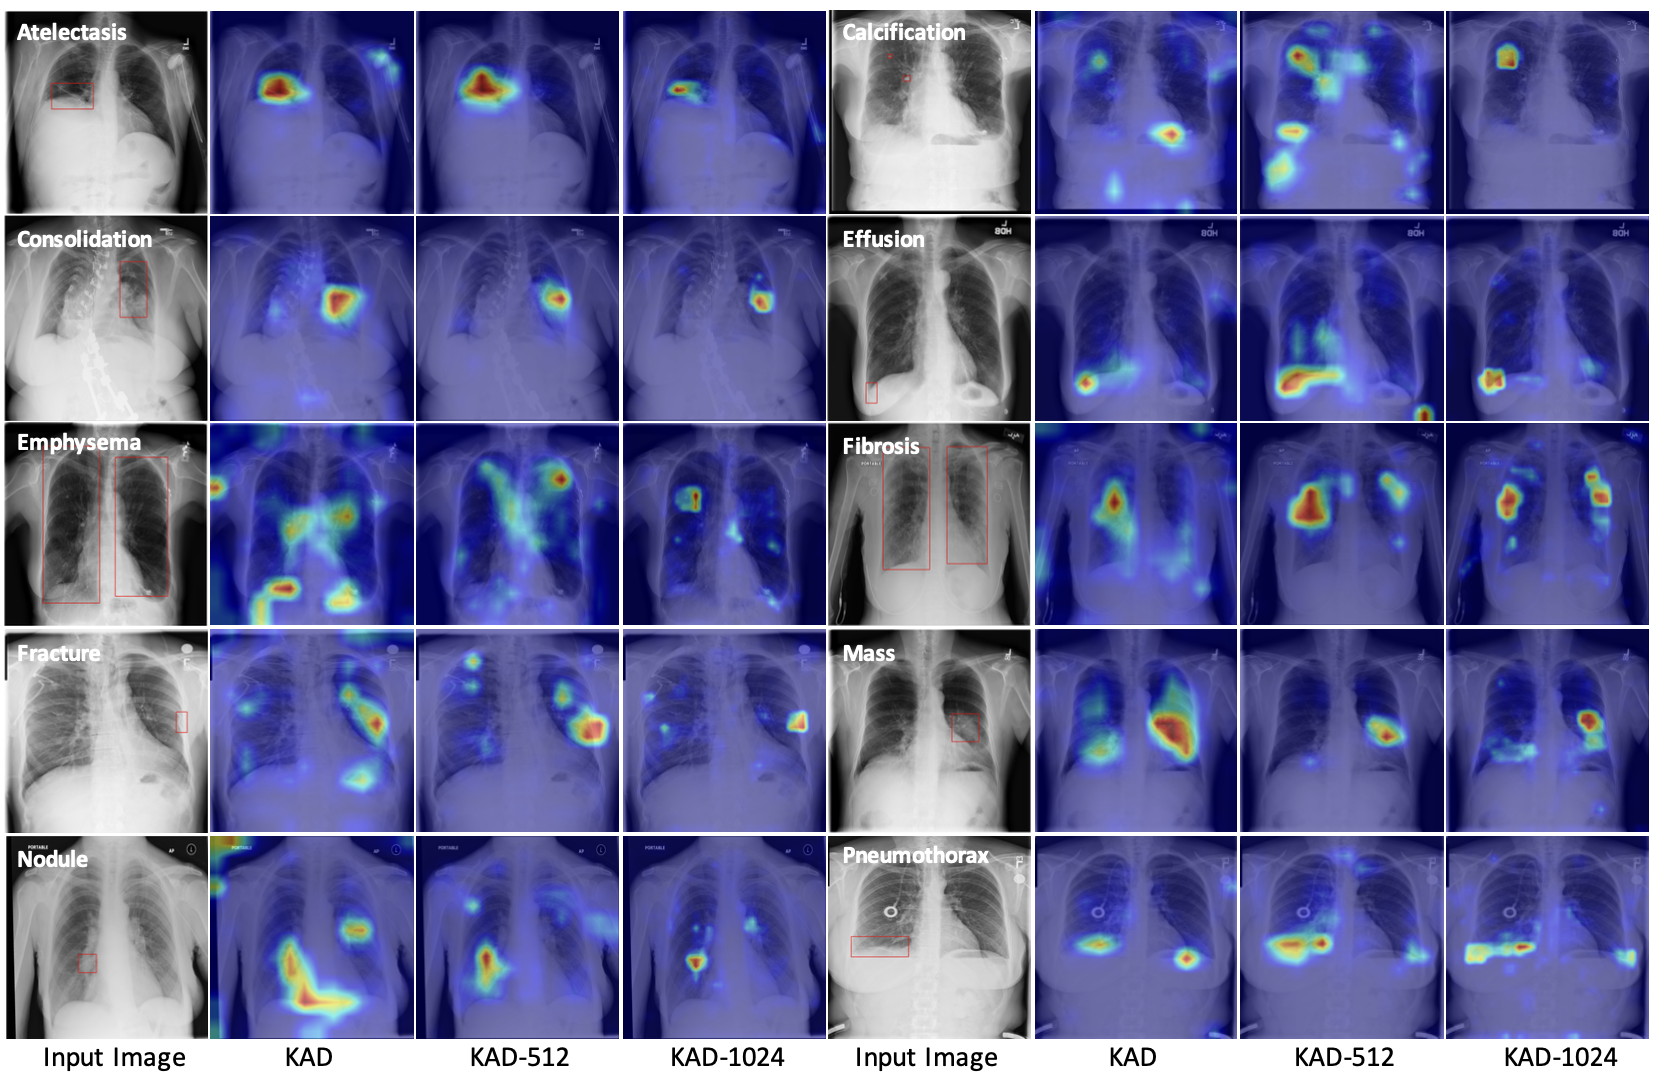 Atelectasis
Calcification
Consolidation
Effusion
Emphysema
Fibrosis
Fracture
Mass
Nodule
Pneumothorax
Input Image KAD KAD-512 KAD-1024 Input Image KAD KAD-512 KAD-1024